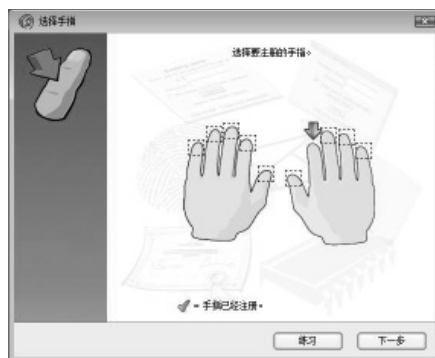 选择手指
选择要注册的手指。
= 手指已经注册。
练习
下一步